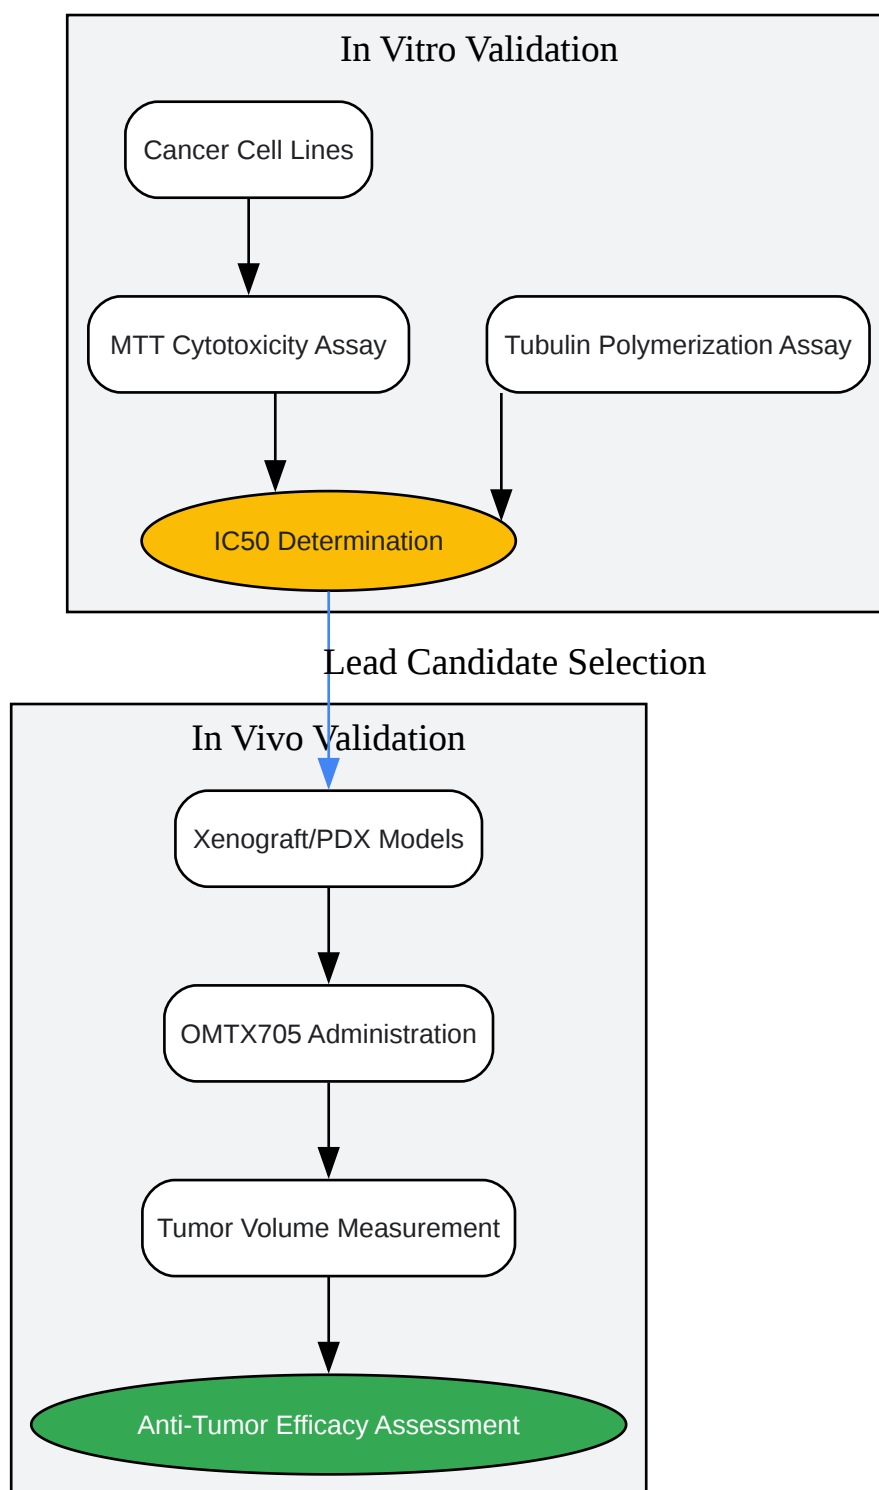 In Vitro Validation
Cancer Cell Lines
MTT Cytotoxicity Assay
Tubulin Polymerization Assay
IC50 Determination
Lead Candidate Selection
In Vivo Validation
Xenograft/PDX Models
OMTX705 Administration
Tumor Volume Measurement
Anti-Tumor Efficacy Assessment